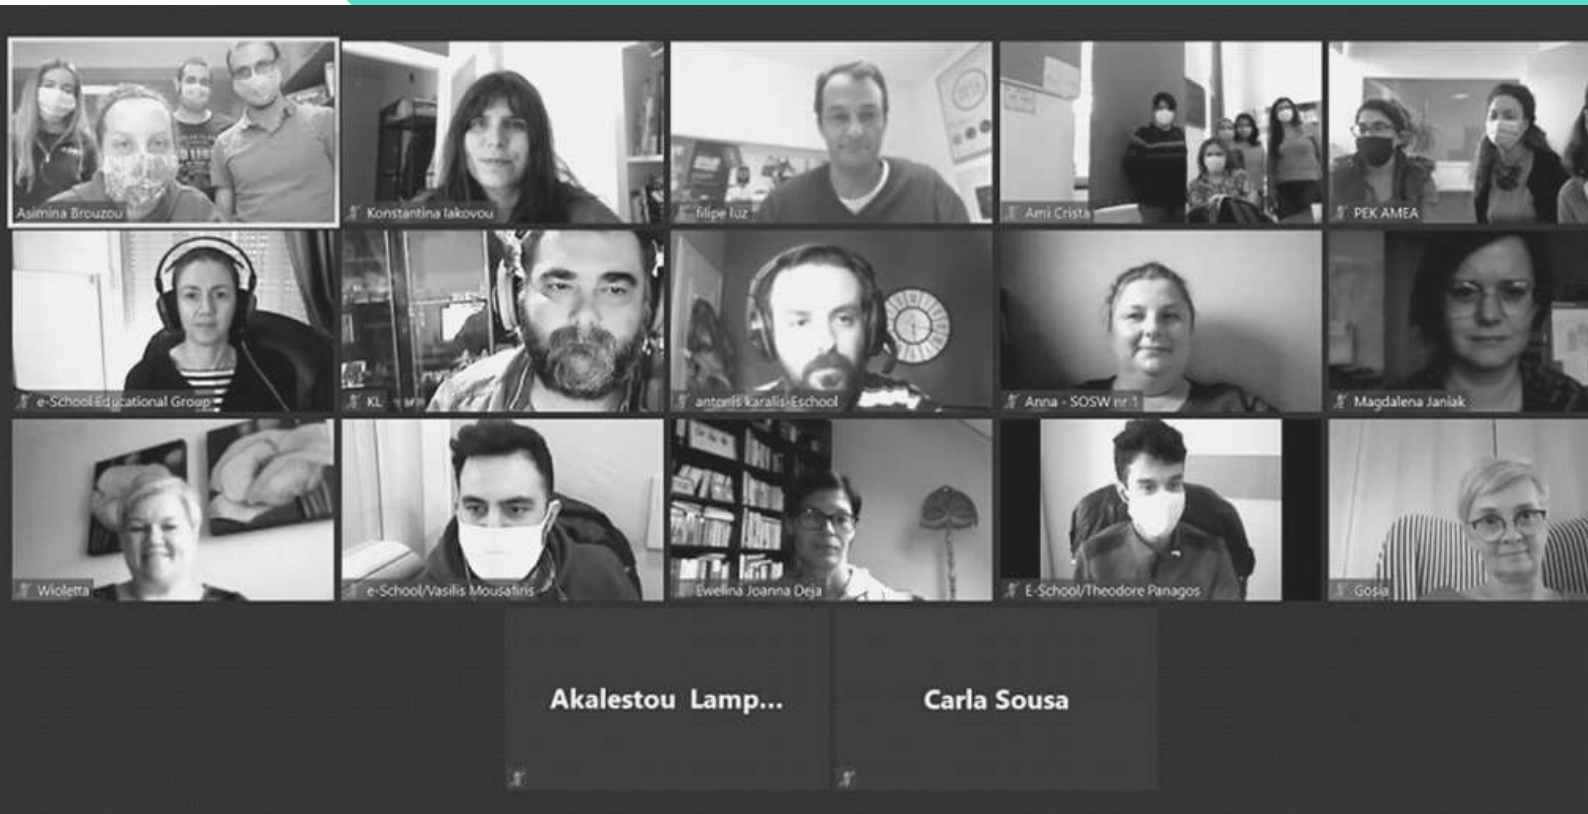 Asimina Brouzou
Konstantina Iakovou
filipe luz
Ami Crista
PEK AMEA
e-School Educational Group
KL
antonis karalis-Eschool
Anna - SOSW nr 1
Magdalena Janiak
Wioletta
e-School/Vasilis Mousafiris
Ewelina Joanna Deja
E-School/Theodore Panagos
Gosia
Akalestou Lamp...
Carla Sousa